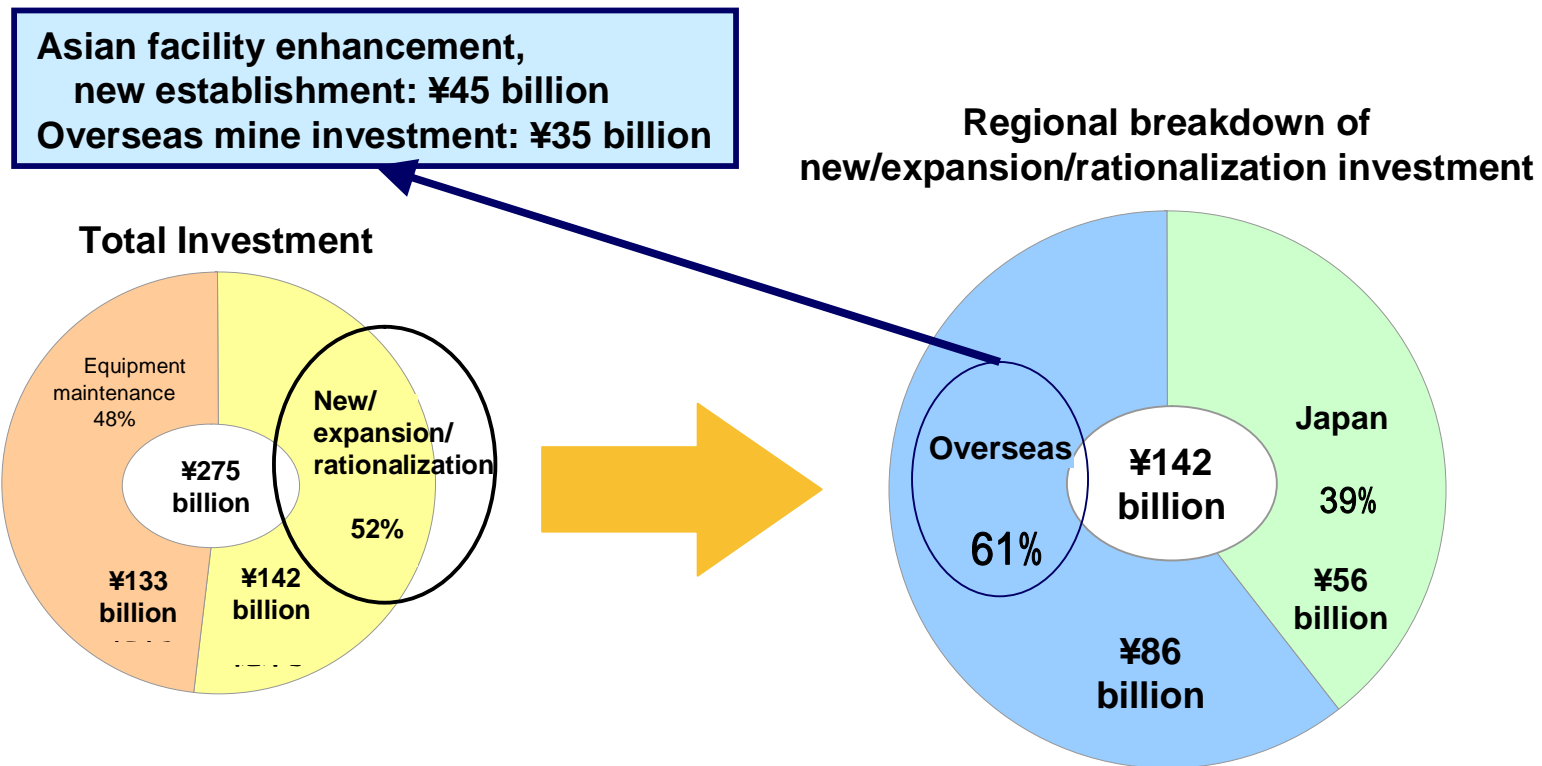 Asian facility enhancement,
new establishment: ¥45 billion
Overseas mine investment: ¥35 billion
Regional breakdown of
new/expansion/rationalization investment
Total Investment
Equipment
maintenance
48%
New/
expansion/
rationalization
52%
¥275
billion
¥133
billion
¥142
billion
Overseas
61%
¥142
billion
Japan
39%
¥56
billion
¥86
billion